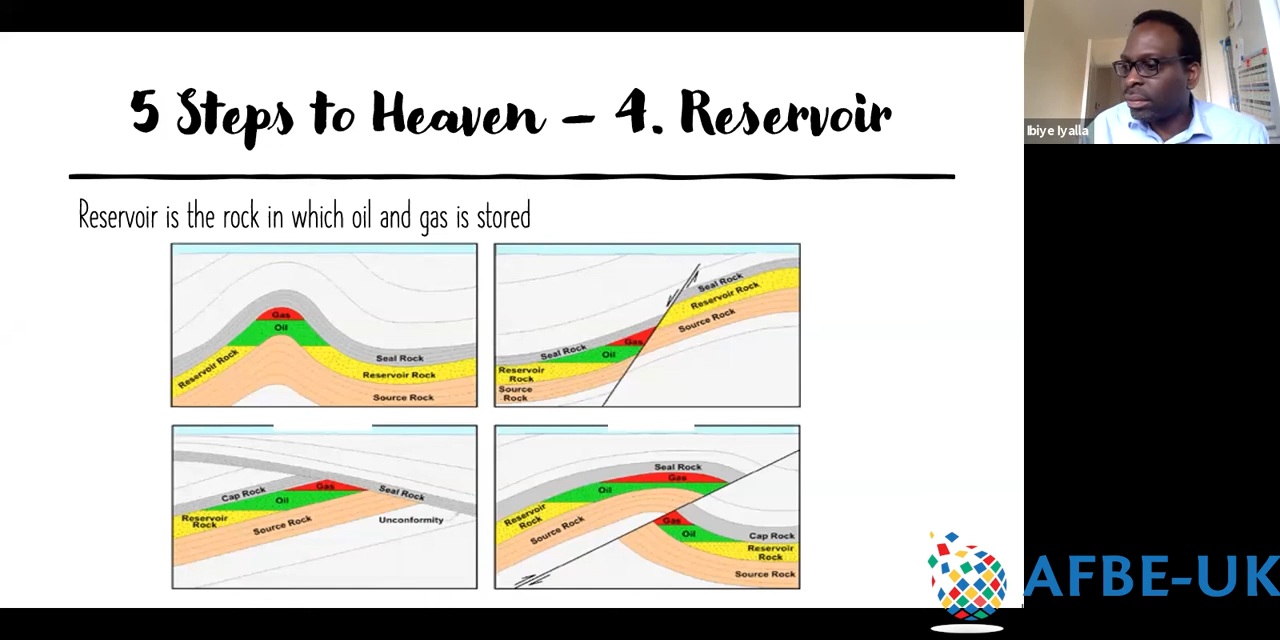 5 Steps to Heaven – 4. Reservoir
Reservoir is the rock in which oil and gas is stored
Gas
Oil
Reservoir Rock
Seal Rock
Reservoir Rock
Source Rock
Seal Rock
Reservoir Rock
Source Rock
Gas
Seal Rock
Oil
Reservoir
Rock
Source
Rock
Gas
Cap Rock
Oil
Seal Rock
Reservoir
Rock
Source Rock
Unconformity
Seal Rock
Gas
Oil
Reservoir
Rock
Source Rock
Gas
Oil
Cap Rock
Reservoir
Rock
Source Rock
Ibiye Iyalla
AFBE-UK